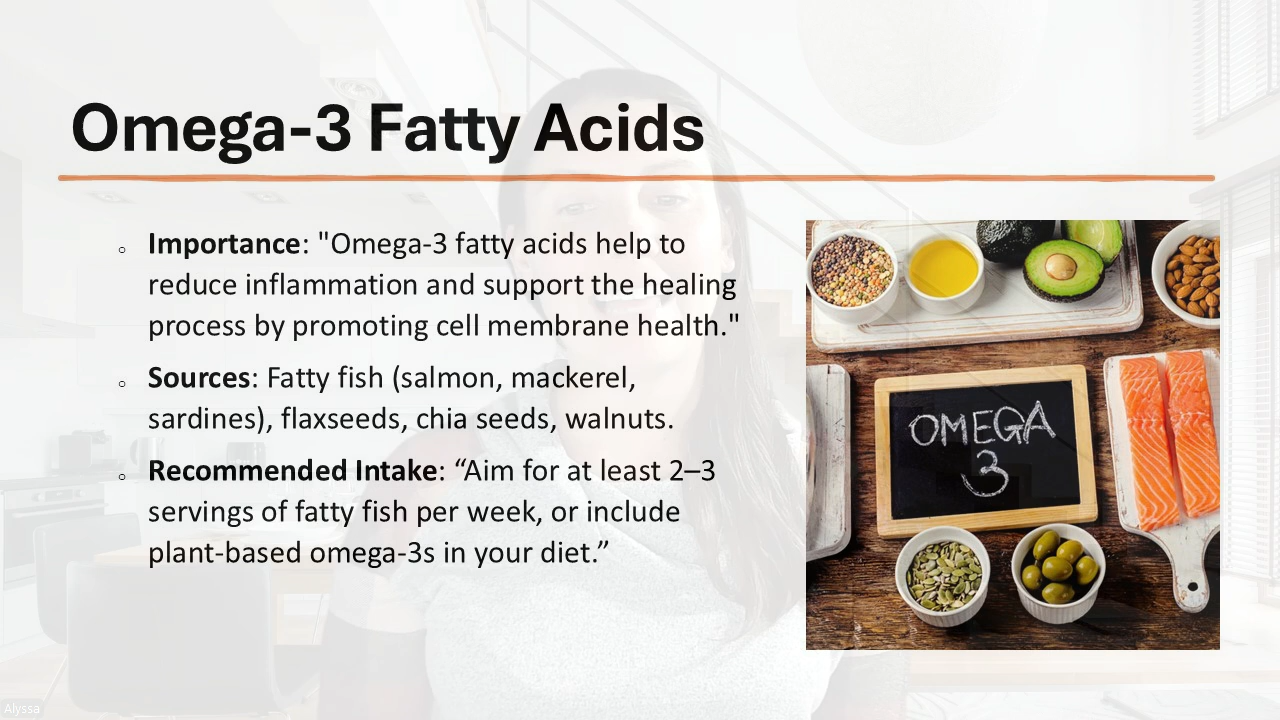 Omega-3 Fatty Acids
Importance: "Omega-3 fatty acids help to
reduce inflammation and support the healing
process by promoting cell membrane health."
Sources: Fatty fish (salmon, mackerel,
sardines), flaxseeds, chia seeds, walnuts.
Recommended Intake: “Aim for at least 2–3
servings of fatty fish per week, or include
plant-based omega-3s in your diet.”
OMEGA
3
Alyssa